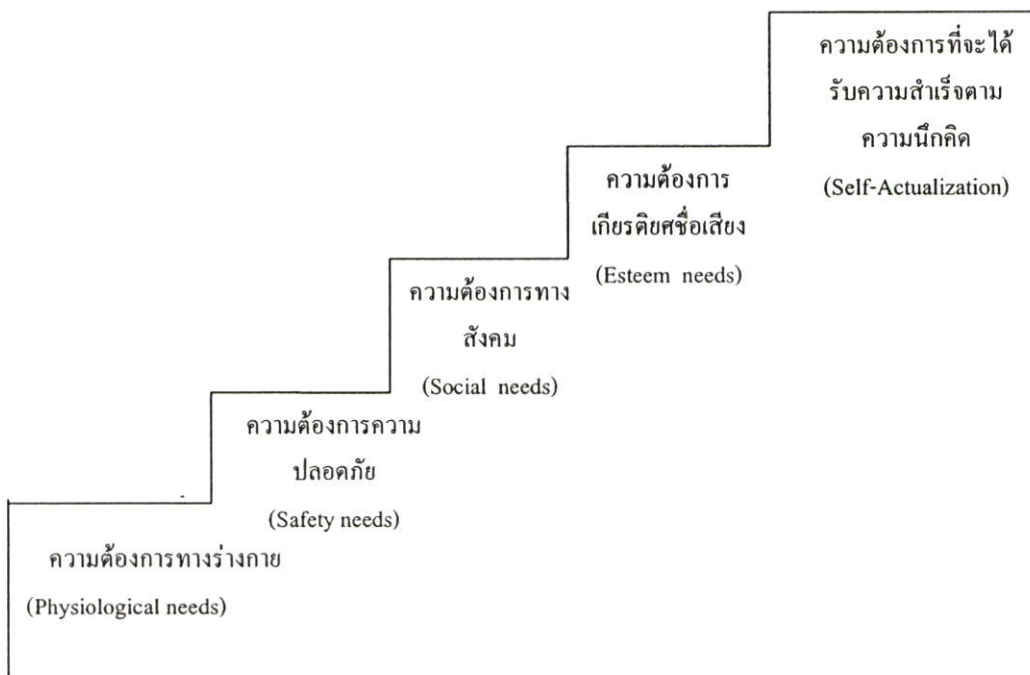 ความต้องการที่จะได้
รับความสำเร็จตาม
ความนึกคิด
(Self-Actualization)
ความต้องการ
เกียรติยศชื่อเสียง
(Esteem needs)
ความต้องการทาง
สังคม
(Social needs)
ความต้องการความ
ปลอดภัย
(Safety needs)
ความต้องการทางร่างกาย
(Physiological needs)